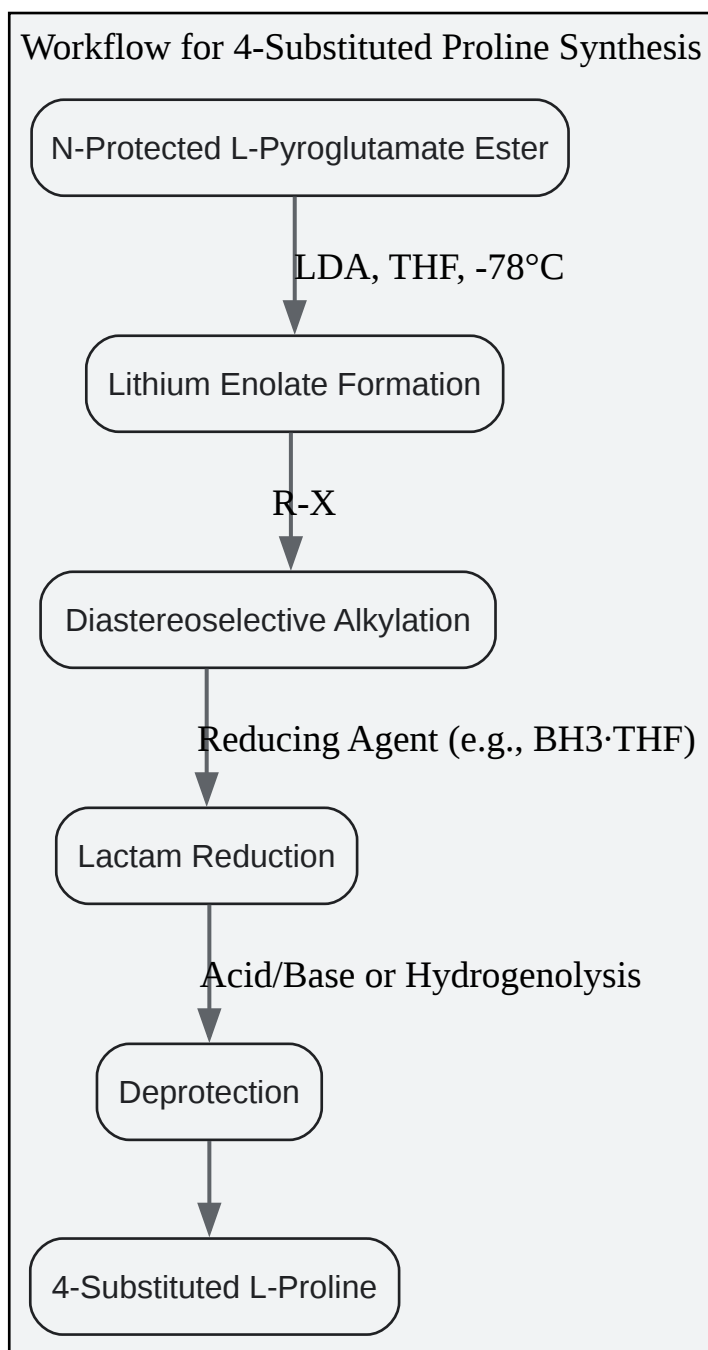 Workflow for 4-Substituted Proline Synthesis
N-Protected L-Pyroglutamate Ester
LDA, THF, -78°C
Lithium Enolate Formation
R-X
Diastereoselective Alkylation
Reducing Agent (e.g., BH3·THF)
Lactam Reduction
Acid/Base or Hydrogenolysis
Deprotection
4-Substituted L-Proline